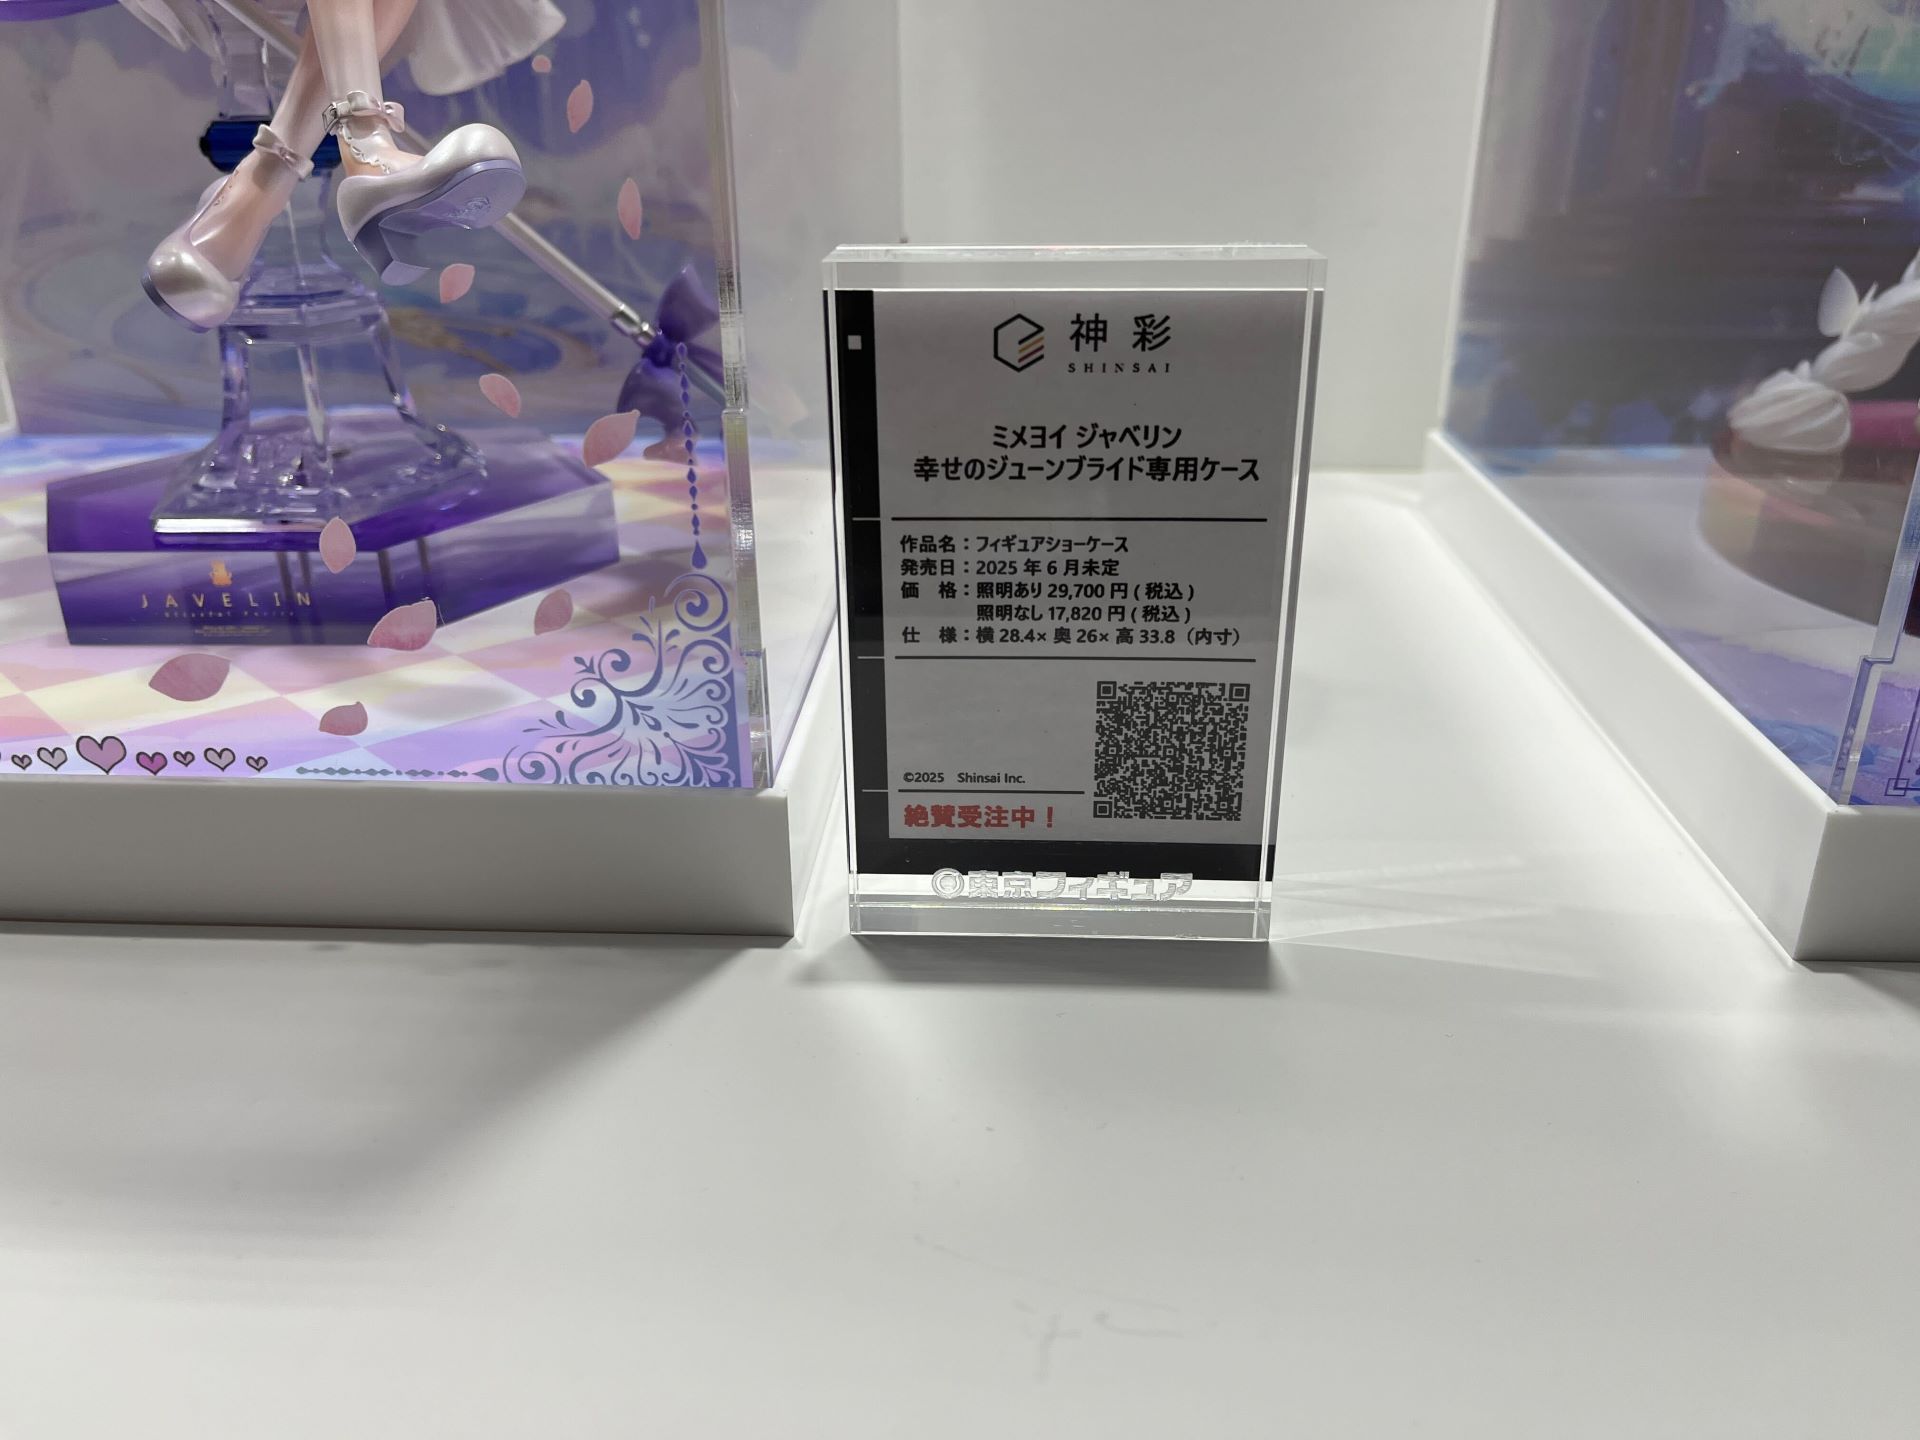 神彩
SHINSAI
ミメヨイ ジャベリン
幸せのジューンブライド専用ケース
作品名：フィギュアショーケース
発売日：2025 年 6 月未定
価　格：照明あり 29,700 円 ( 税込 )
照明なし 17,820 円 ( 税込 )
仕　様：横 28.4× 奥 26× 高 33.8（内寸）
©2025　Shinsai Inc.
絶賛受注中！
@東京フィギュア
JAVELIN